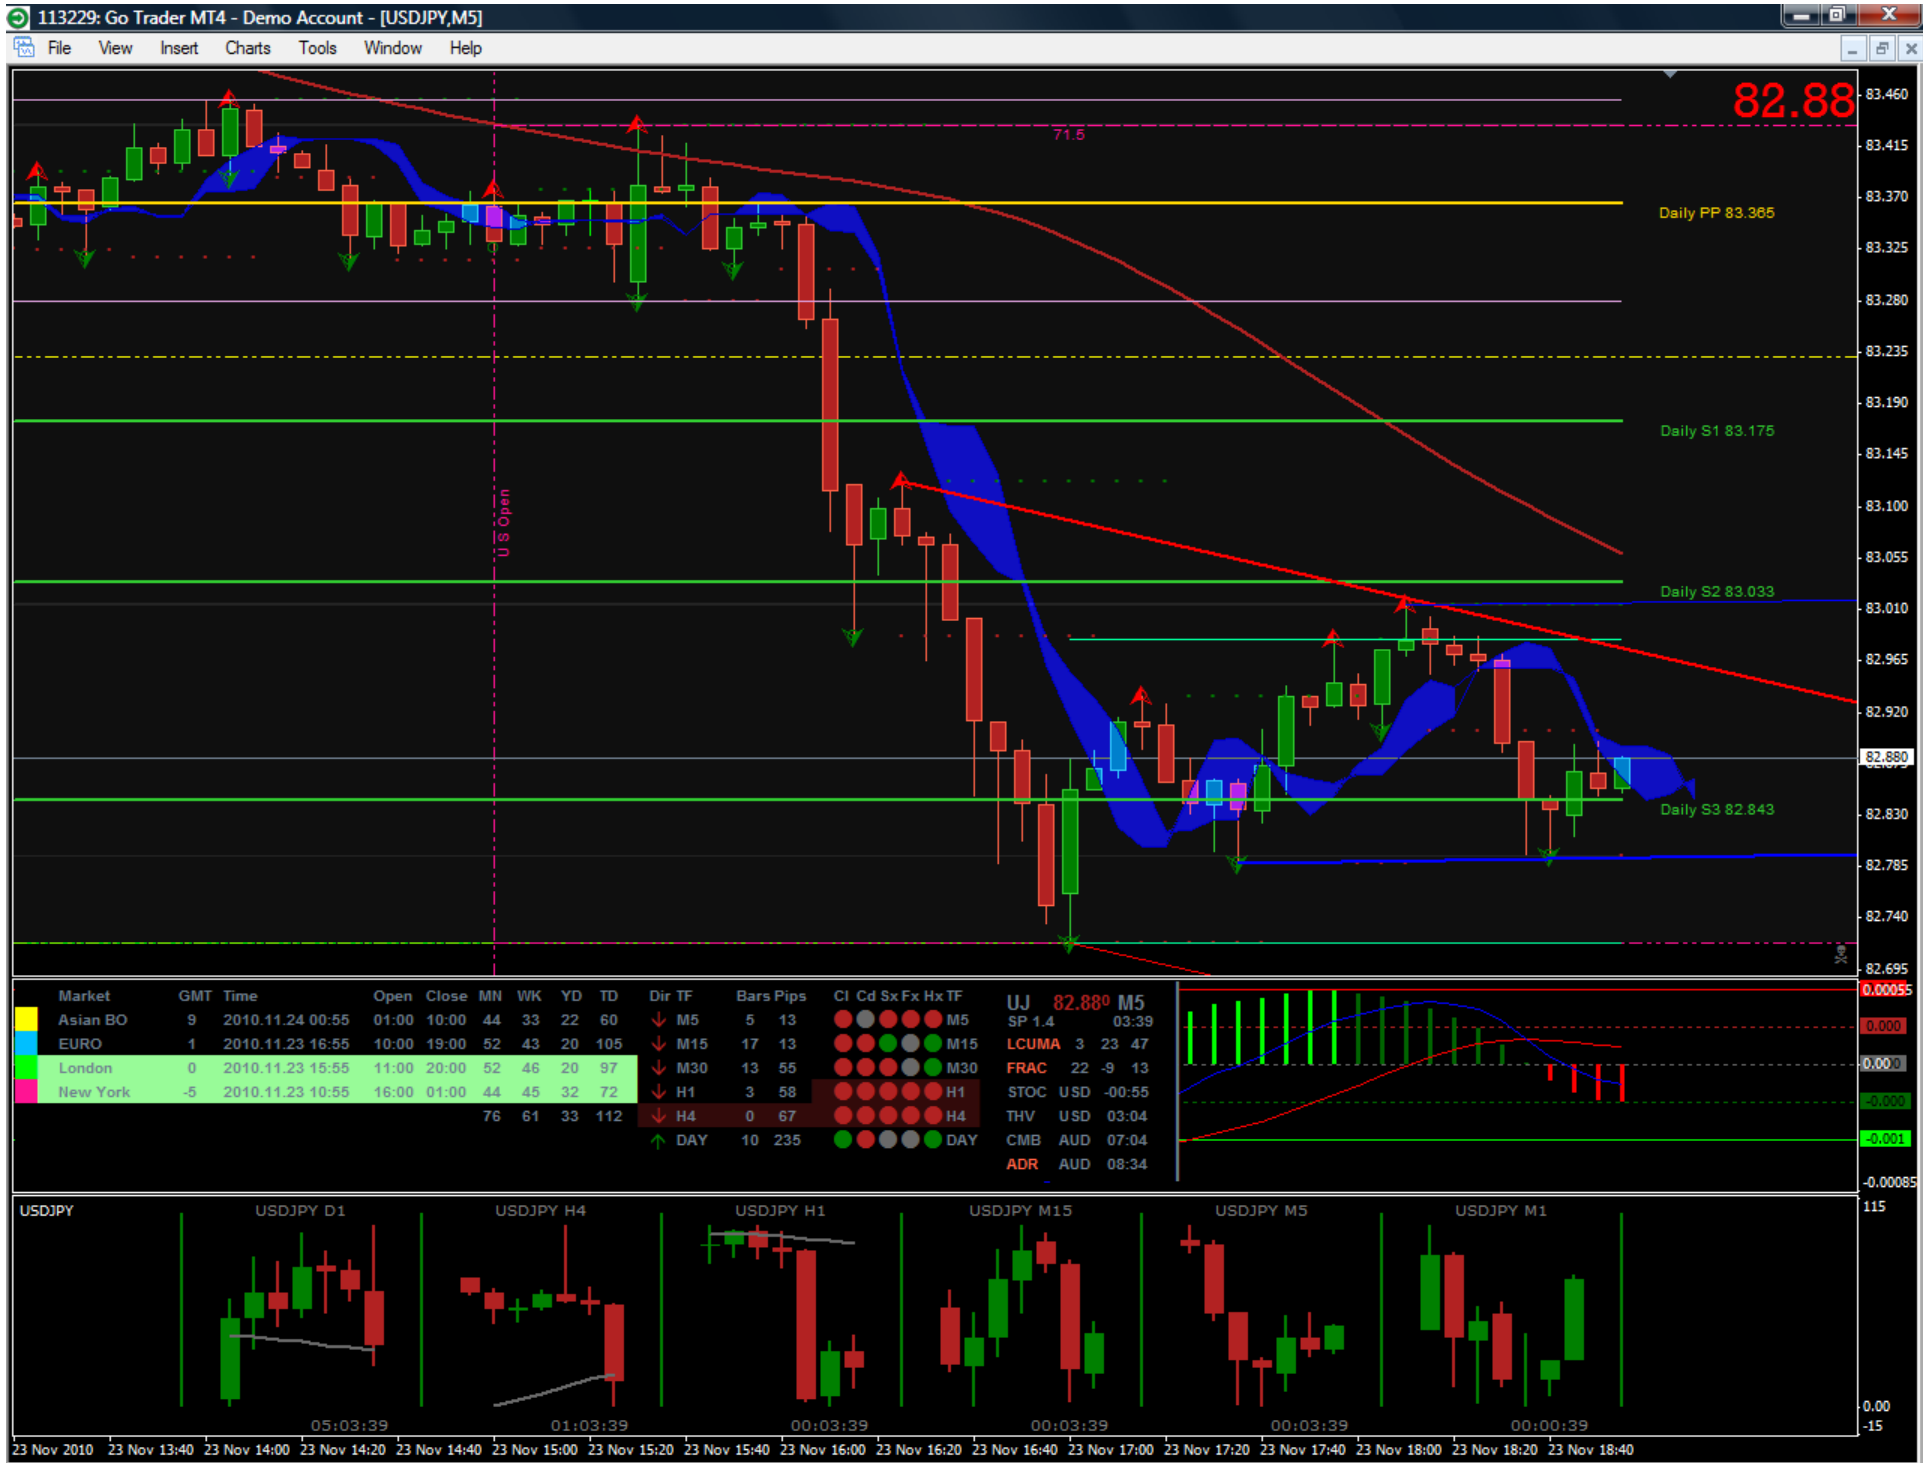 113229: Go Trader MT4 - Demo Account - [USDJPY,M5]
File View Insert Charts Tools Window Help
82.88
83.460
71.5
83.415
83.370
Daily PP 83.365
83.325
83.280
83.235
83.190
Daily S1 83.175
83.145
U S Open
83.100
83.055
Daily S2 83.033
83.010
82.965
82.920
82.880
Daily S3 82.843
82.830
82.785
82.740
82.695
Market GMT Time Open Close MN WK YD TD Dir TF Bars Pips Cl Cd Sx Fx Hx TF
Asian BO 9 2010.11.24 00:55 01:00 10:00 44 33 22 60 M5 5 13 M5
EURO 1 2010.11.23 16:55 10:00 19:00 52 43 20 105 M15 17 13 M15
London 0 2010.11.23 15:55 11:00 20:00 52 46 20 97 M30 13 55 M30
New York -5 2010.11.23 10:55 16:00 01:00 44 45 32 72 H1 3 58 H1
76 61 33 112 H4 0 67 H4
DAY 10 235 DAY
UJ 82.880 M5
SP 1.4 03:39
LCUMA 3 23 47
FRAC 22 -9 13
STOC USD -00:55
THV USD 03:04
CMB AUD 07:04
ADR AUD 08:34
0.00055
0.000
0.000
-0.000
-0.001
-0.00085
USDJPY USDJPY D1 USDJPY H4 USDJPY H1 USDJPY M15 USDJPY M5 USDJPY M1
115
0.00
05:03:39 01:03:39 00:03:39 00:03:39 00:03:39 00:00:39
-15
23 Nov 2010 23 Nov 13:40 23 Nov 14:00 23 Nov 14:20 23 Nov 14:40 23 Nov 15:00 23 Nov 15:20 23 Nov 15:40 23 Nov 16:00 23 Nov 16:20 23 Nov 16:40 23 Nov 17:00 23 Nov 17:20 23 Nov 17:40 23 Nov 18:00 23 Nov 18:20 23 Nov 18:40